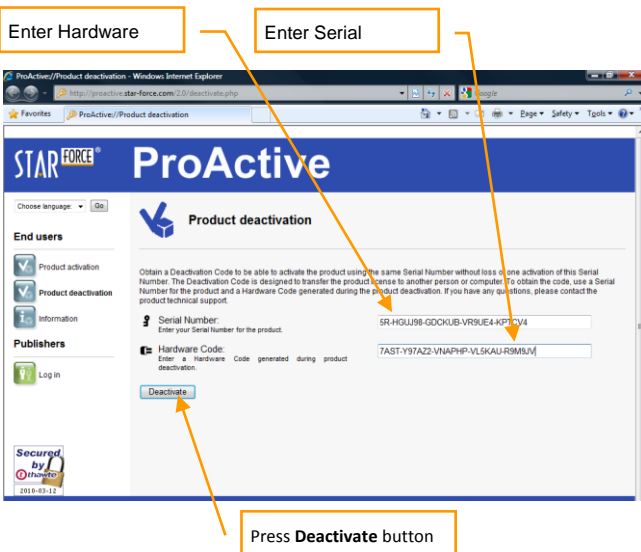 Enter Hardware
Enter Serial
ProActive://Product deactivation - Windows Internet Explorer
http://proactive.star-force.com/2.0/deactivate.php
Google
Favorites
ProActive://Product deactivation
Page
Safety
Tools
STAR FORCE®
ProActive
Choose language:
Go
Product deactivation
End users
Product activation
Product deactivation
Information
Publishers
Log in
Obtain a Deactivation Code to be able to activate the product using the same Serial Number without loss of one activation of this Serial
Number. The Deactivation Code is designed to transfer the product license to another person or computer. To obtain the code, use a Serial
Number for the product and a Hardware Code generated during the product deactivation. If you have any questions, please contact the
product technical support.
Serial Number:
Enter your Serial Number for the product.
5R-HGUJ98-GDCKUB-VR9UE4-KPTCV4
Hardware Code:
Enter a Hardware Code generated during product
deactivation.
7AST-Y97AZ2-VNAPHP-VL5KAU-R9M9JV
Deactivate
Secured
by
thawte
2010-03-12
Press Deactivate button